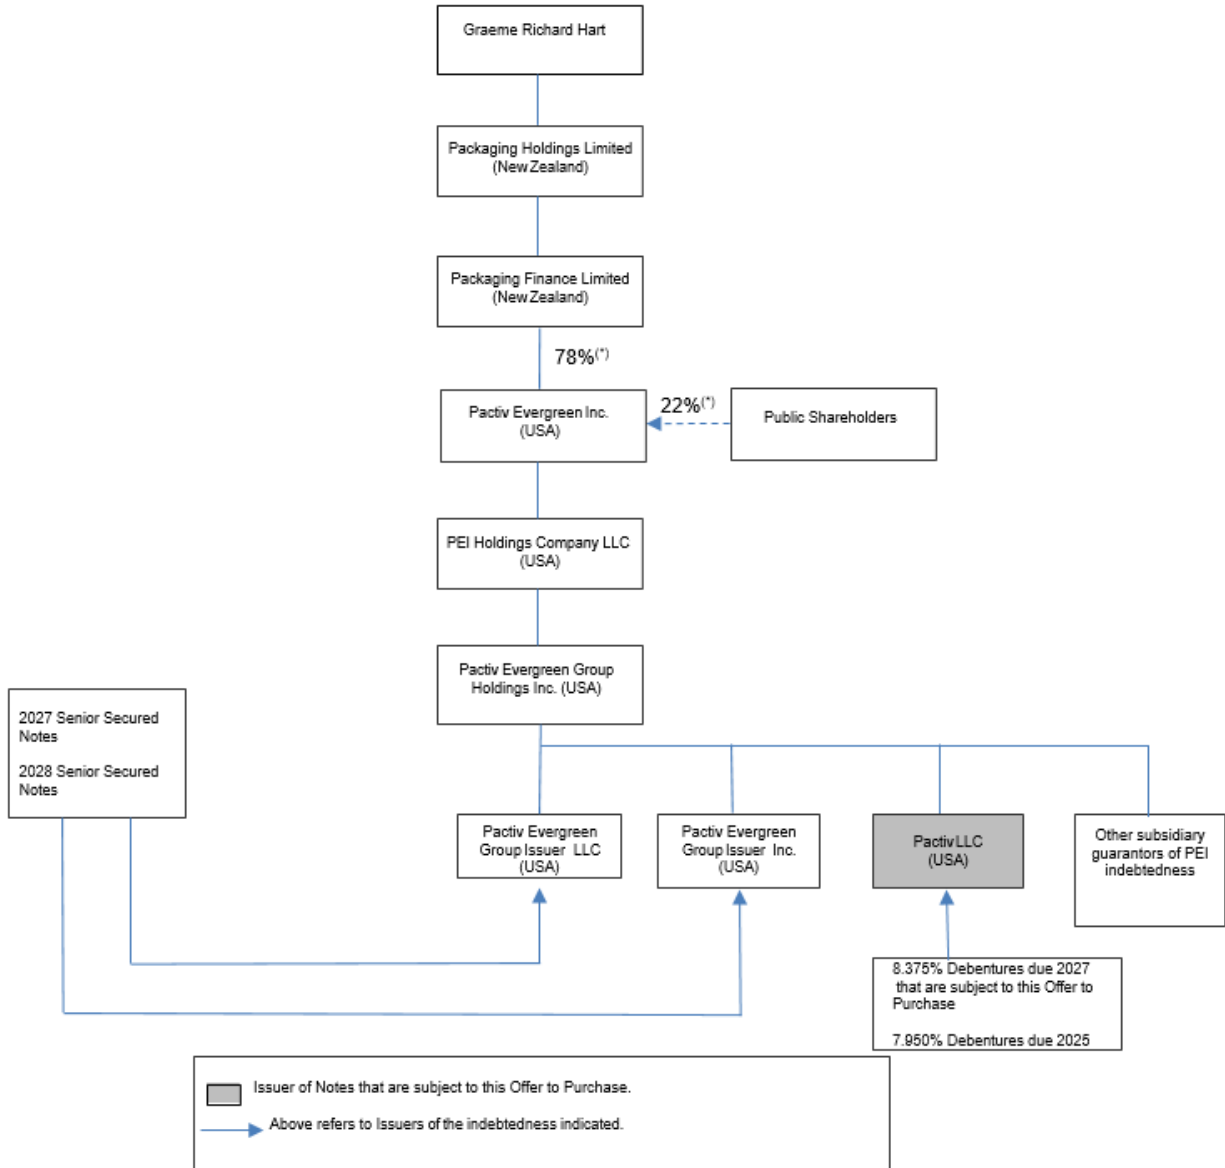 Graeme Richard Hart
Packaging Holdings Limited
(New Zealand)
Packaging Finance Limited
(New Zealand)
78%(*)
Pactiv Evergreen Inc.
(USA)
22%(*)
Public Shareholders
PEI Holdings Company LLC
(USA)
Pactiv Evergreen Group
Holdings Inc. (USA)
2027 Senior Secured
Notes
2028 Senior Secured
Notes
Pactiv Evergreen
Group Issuer LLC
(USA)
Pactiv Evergreen
Group Issuer Inc.
(USA)
Pactiv LLC
(USA)
Other subsidiary
guarantors of PEI
indebtedness
8.375% Debentures due 2027
that are subject to this Offer to
Purchase
7.950% Debentures due 2025
Issuer of Notes that are subject to this Offer to Purchase.
Above refers to Issuers of the indebtedness indicated.